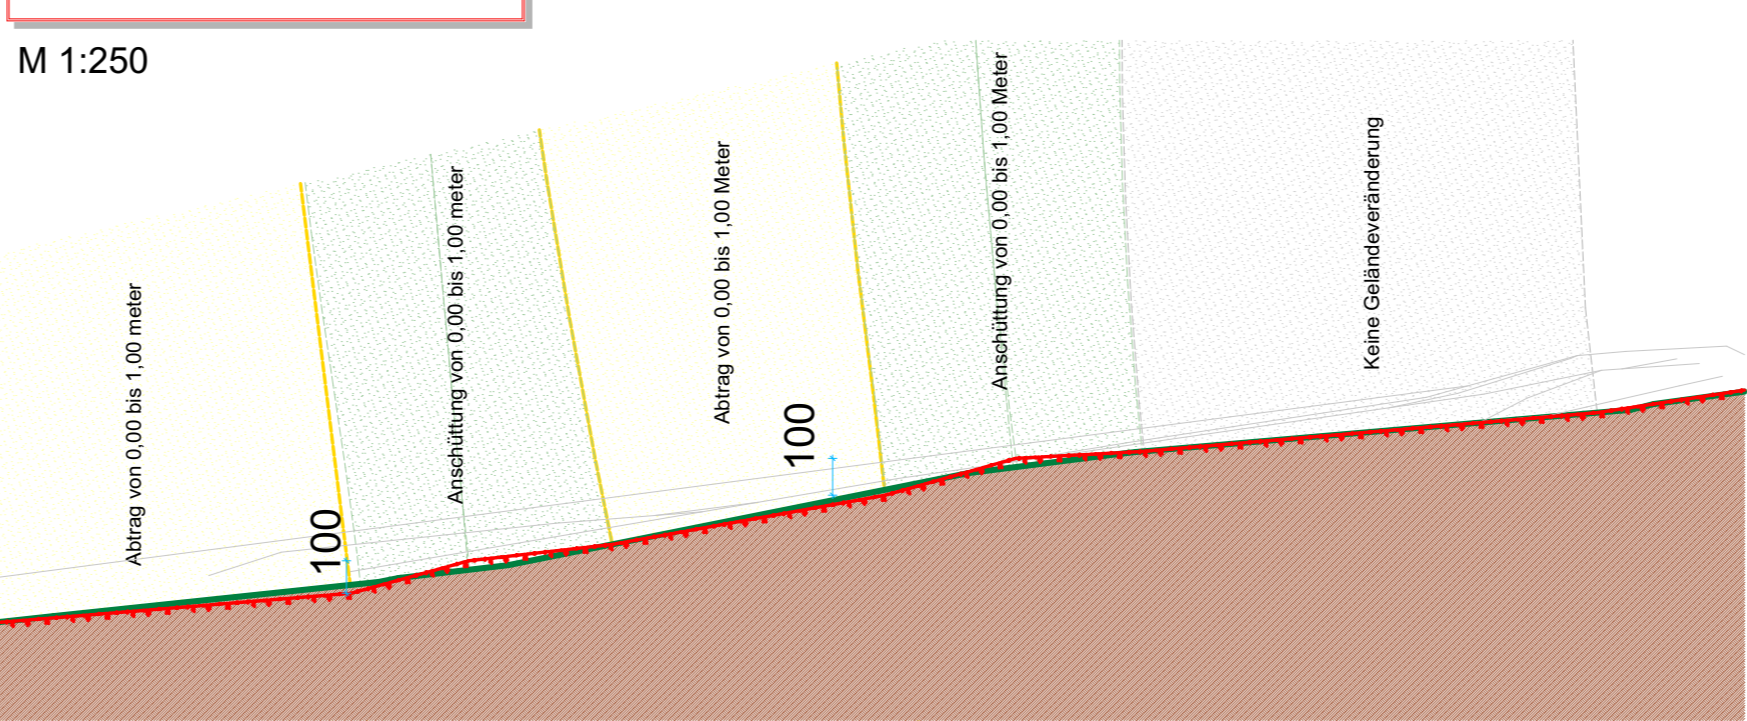 M 1:250
Abtrag von 0,00 bis 1,00 meter
100
Anschüttung von 0,00 bis 1,00 meter
Abtrag von 0,00 bis 1,00 Meter
100
Anschüttung von 0,00 bis 1,00 Meter
Keine Geländeveränderung